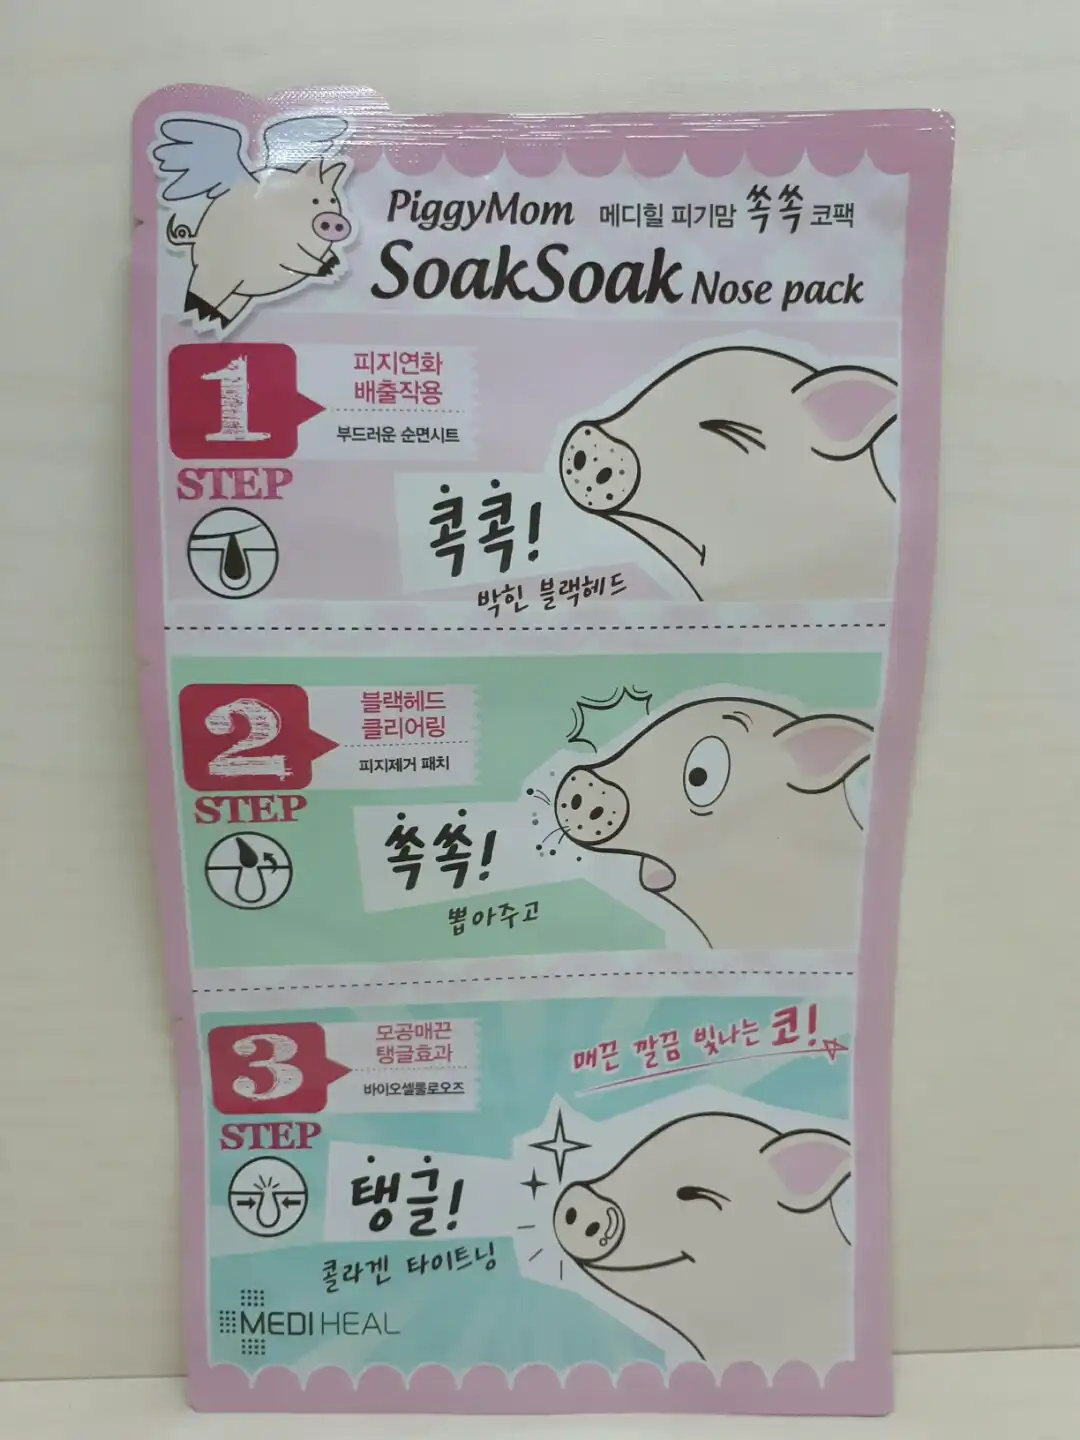 PiggyMom 메디힐 피기맘 쏙쏙 코팩
SoakSoak Nose pack
1
STEP
피지연화
배출작용
부드러운 순면시트
콕콕!
박힌 블랙헤드
2
STEP
블랙헤드
클리어링
피지제거 패치
쏙쏙!
뽑아주고
3
STEP
모공매끈
탱글효과
바이오셀룰로오즈
매끈 깔끔 빛나는 코!
탱글!
콜라겐 타이트닝
MEDIHEAL